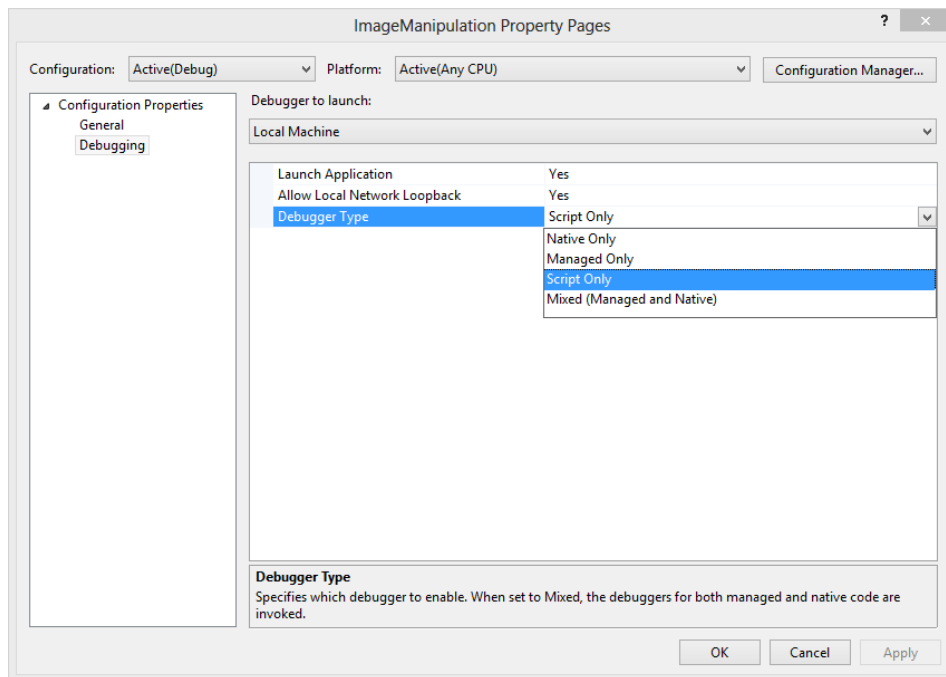 ImageManipulation Property Pages
? ×
Configuration: Active(Debug) Platform: Active(Any CPU) Configuration Manager...
Configuration Properties
General
Debugging
Debugger to launch:
Local Machine
Launch Application Yes
Allow Local Network Loopback Yes
Debugger Type Script Only
Native Only
Managed Only
Script Only
Mixed (Managed and Native)
Debugger Type
Specifies which debugger to enable. When set to Mixed, the debuggers for both managed and native code are
invoked.
OK Cancel Apply